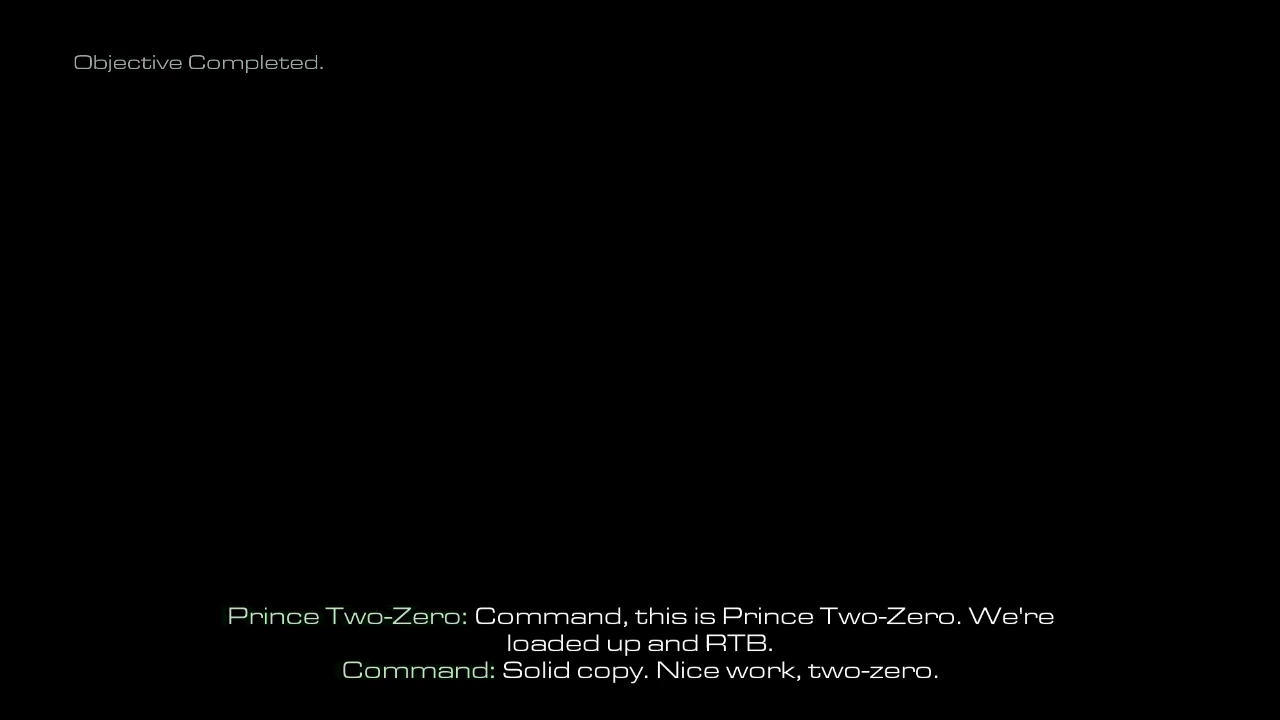 Objective Completed.
Prince Two-Zero: Command, this is Prince Two-Zero. We're
loaded up and RTB.
Command: Solid copy. Nice work, two-zero.